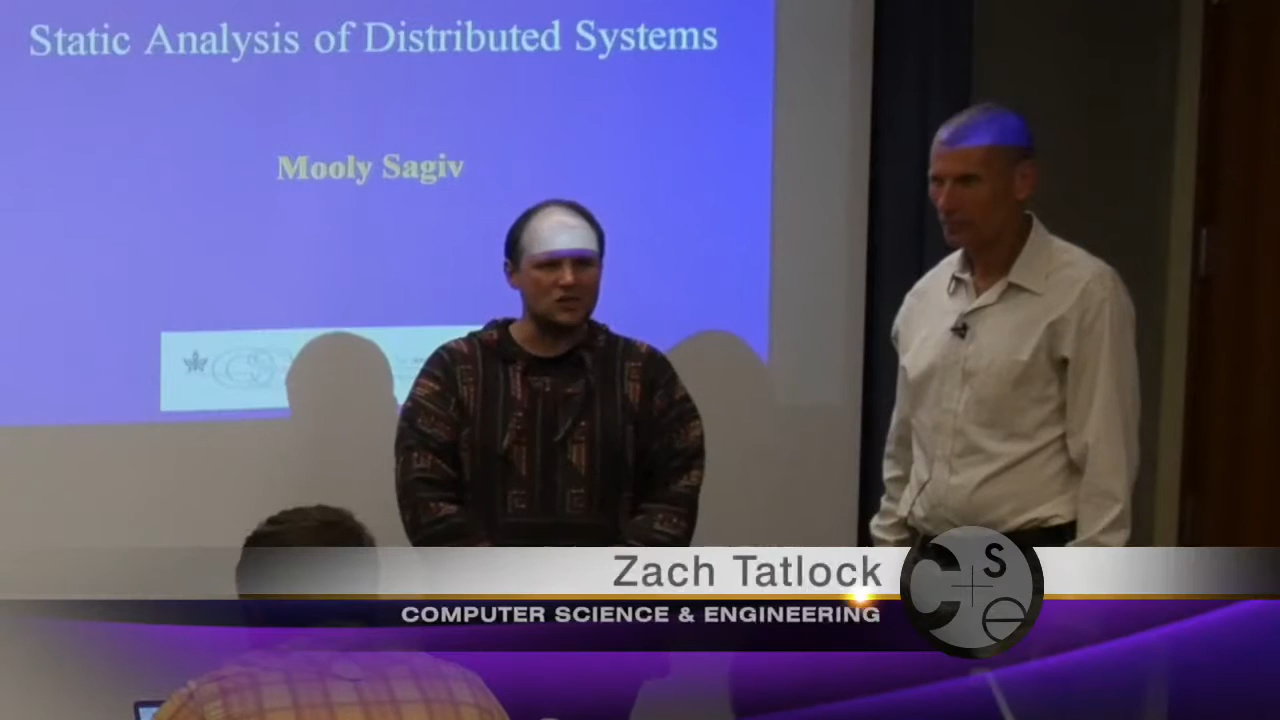 Static Analysis of Distributed Systems
Mooly Sagiv
Zach Tatlock
COMPUTER SCIENCE & ENGINEERING
C S e